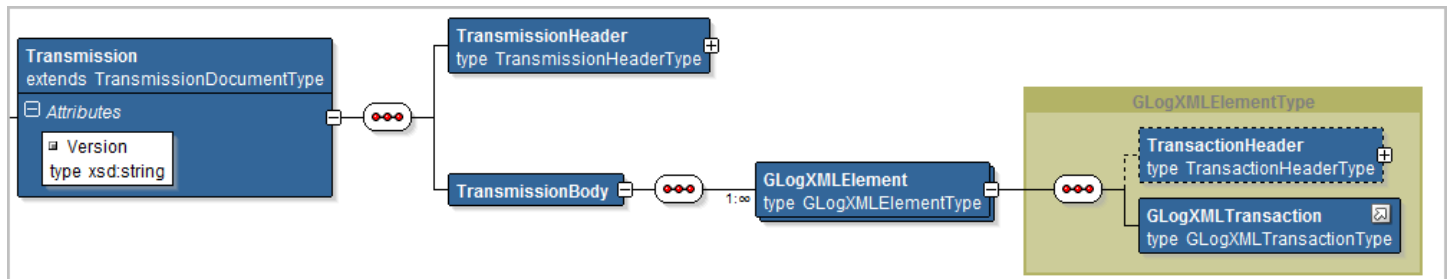 Transmission
extends TransmissionDocumentType
Attributes
Version
type xsd:string
TransmissionHeader
type TransmissionHeaderType
TransmissionBody
1:∞
GLogXMLElement
type GLogXMLElementType
GLogXMLElementType
TransactionHeader
type TransactionHeaderType
GLogXMLTransaction
type GLogXMLTransactionType